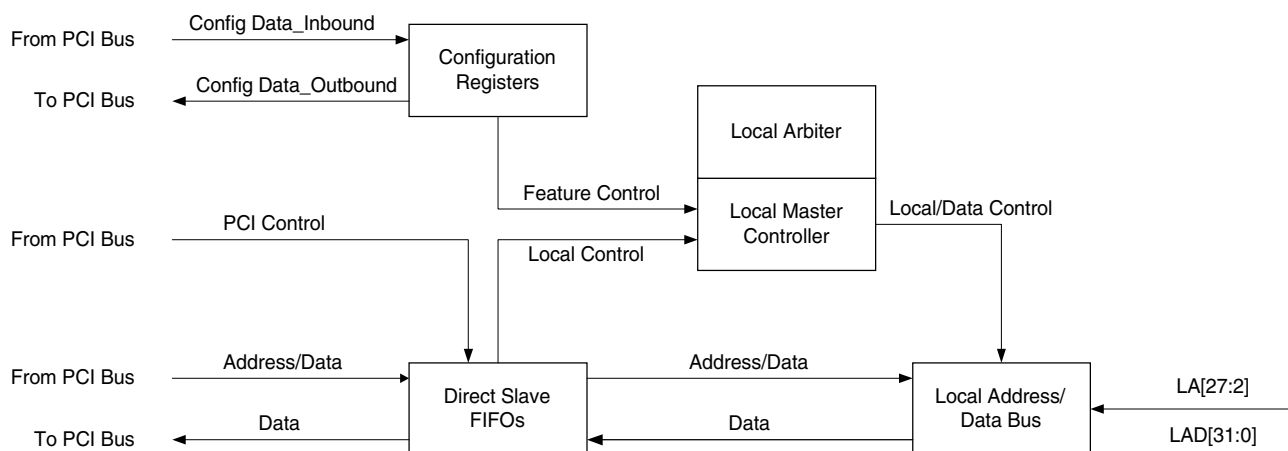 Config Data_Inbound
From PCI Bus
Configuration
Registers
Config Data_Outbound
To PCI Bus
Local Arbiter
Feature Control
Local Master
Controller
Local/Data Control
PCI Control
From PCI Bus
Local Control
Address/Data
Address/Data
From PCI Bus
Direct Slave
FIFOs
Local Address/
Data Bus
LA[27:2]
Data
Data
To PCI Bus
LAD[31:0]